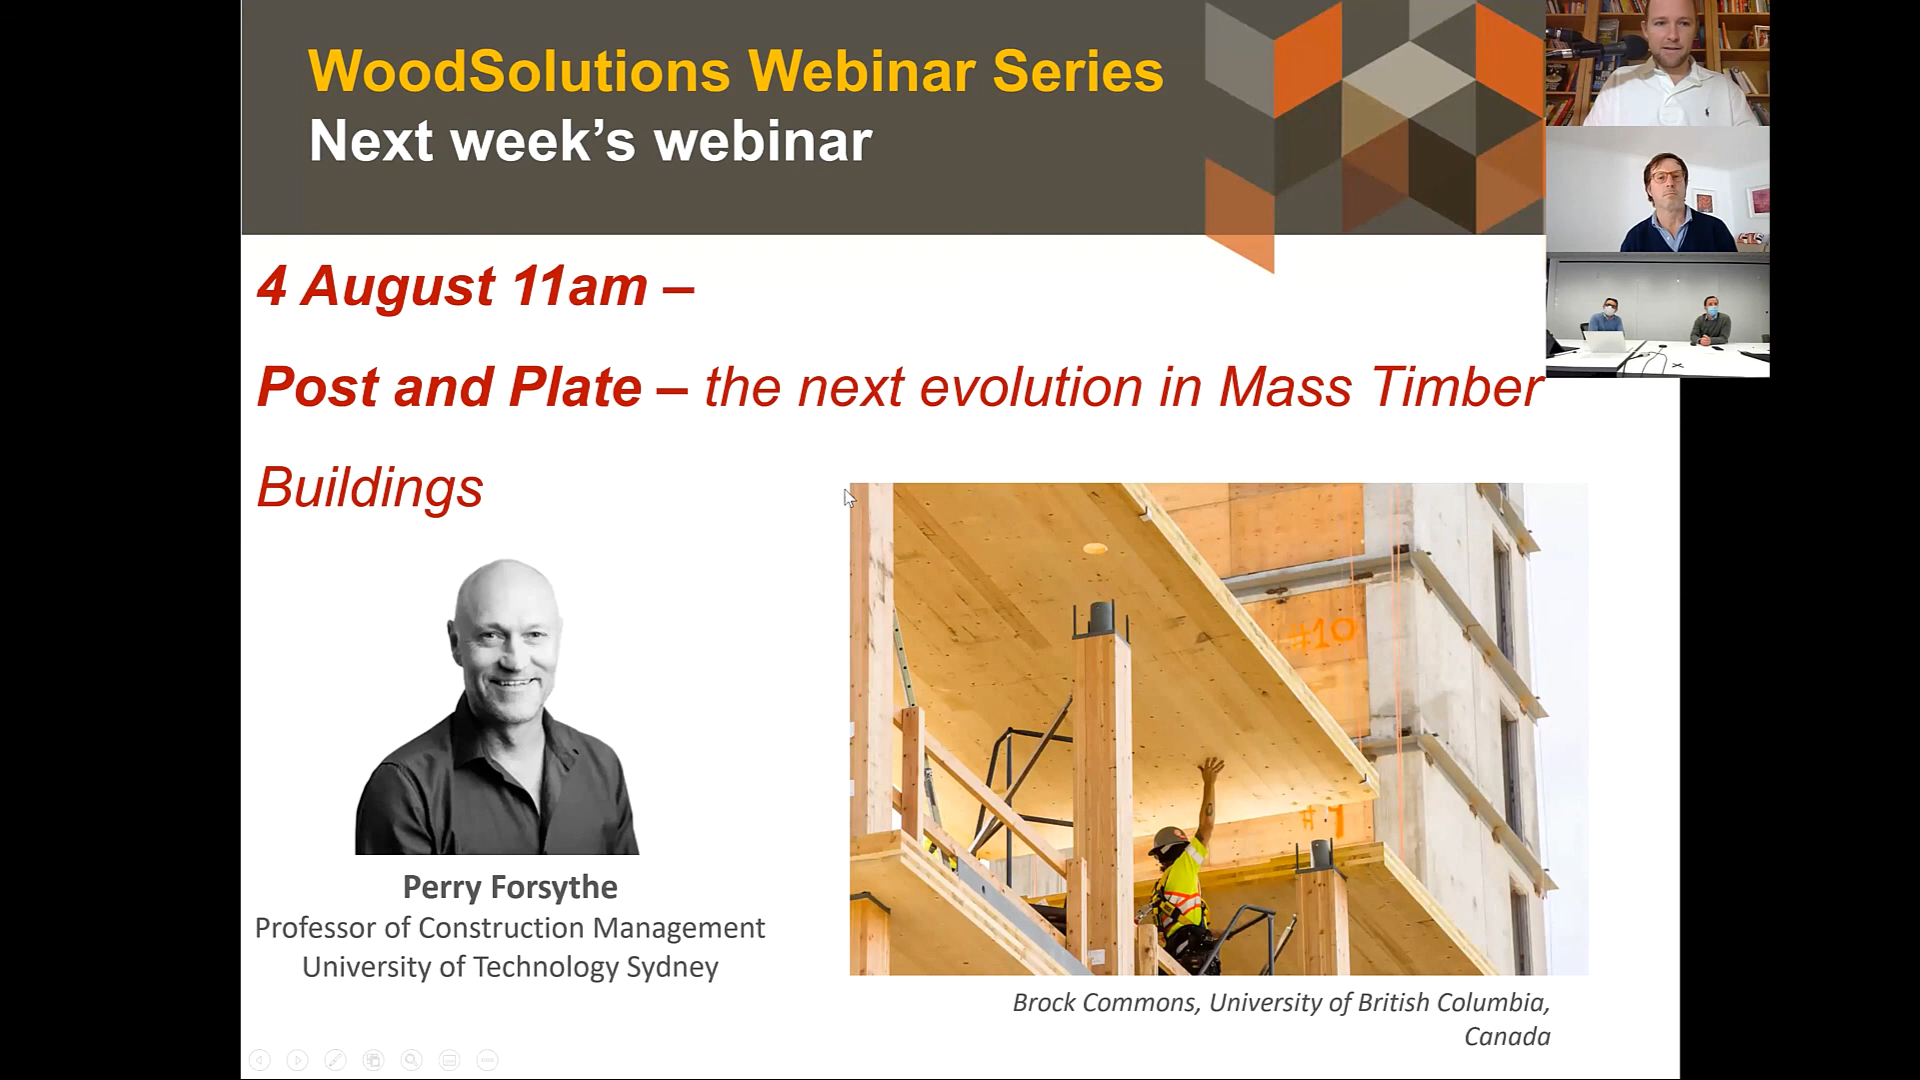 WoodSolutions Webinar Series
Next week’s webinar
4 August 11am –
Post and Plate – the next evolution in Mass Timber
Buildings
#10
Perry Forsythe
Professor of Construction Management
University of Technology Sydney
Brock Commons, University of British Columbia,
Canada